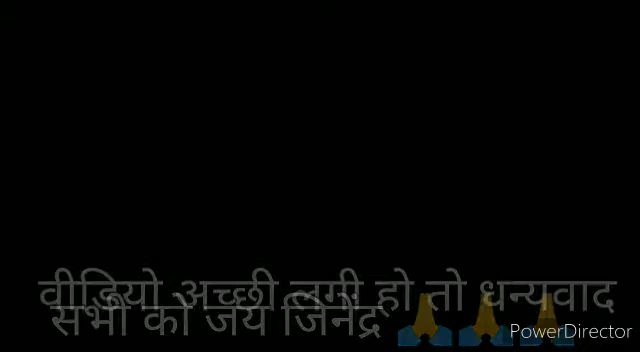 वीडियो अच्छी लगी हो तो धन्यवाद
सभी को जय जिनेंद्र 🙏🙏🙏
PowerDirector